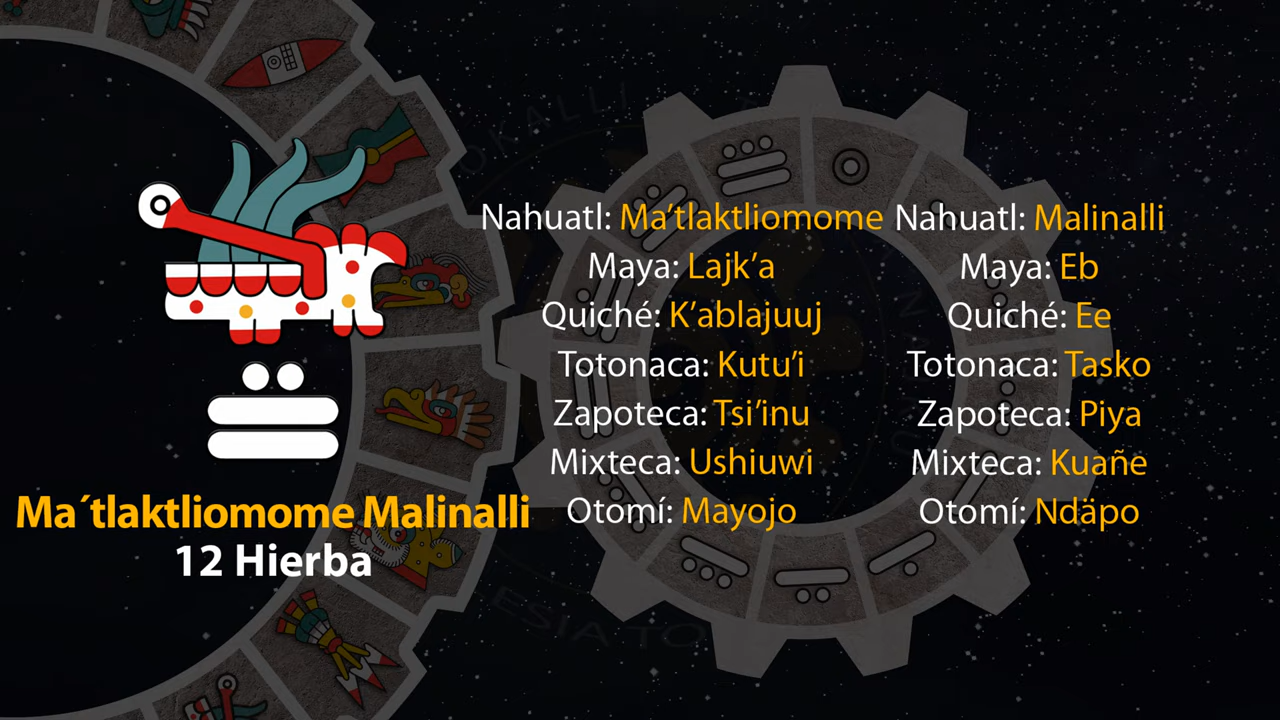 Nahuatl: Ma’tlaktliomome
Maya: Lajk’a
Quiché: K’ablajuuj
Totonaca: Kutu’i
Zapoteca: Tsi’inu
Mixteca: Ushiuwi
Otomí: Mayojo
Nahuatl: Malinalli
Maya: Eb
Quiché: Ee
Totonaca: Tasko
Zapoteca: Piya
Mixteca: Kuañe
Otomí: Ndäpo
Ma´tlaktliomome Malinalli
12 Hierba